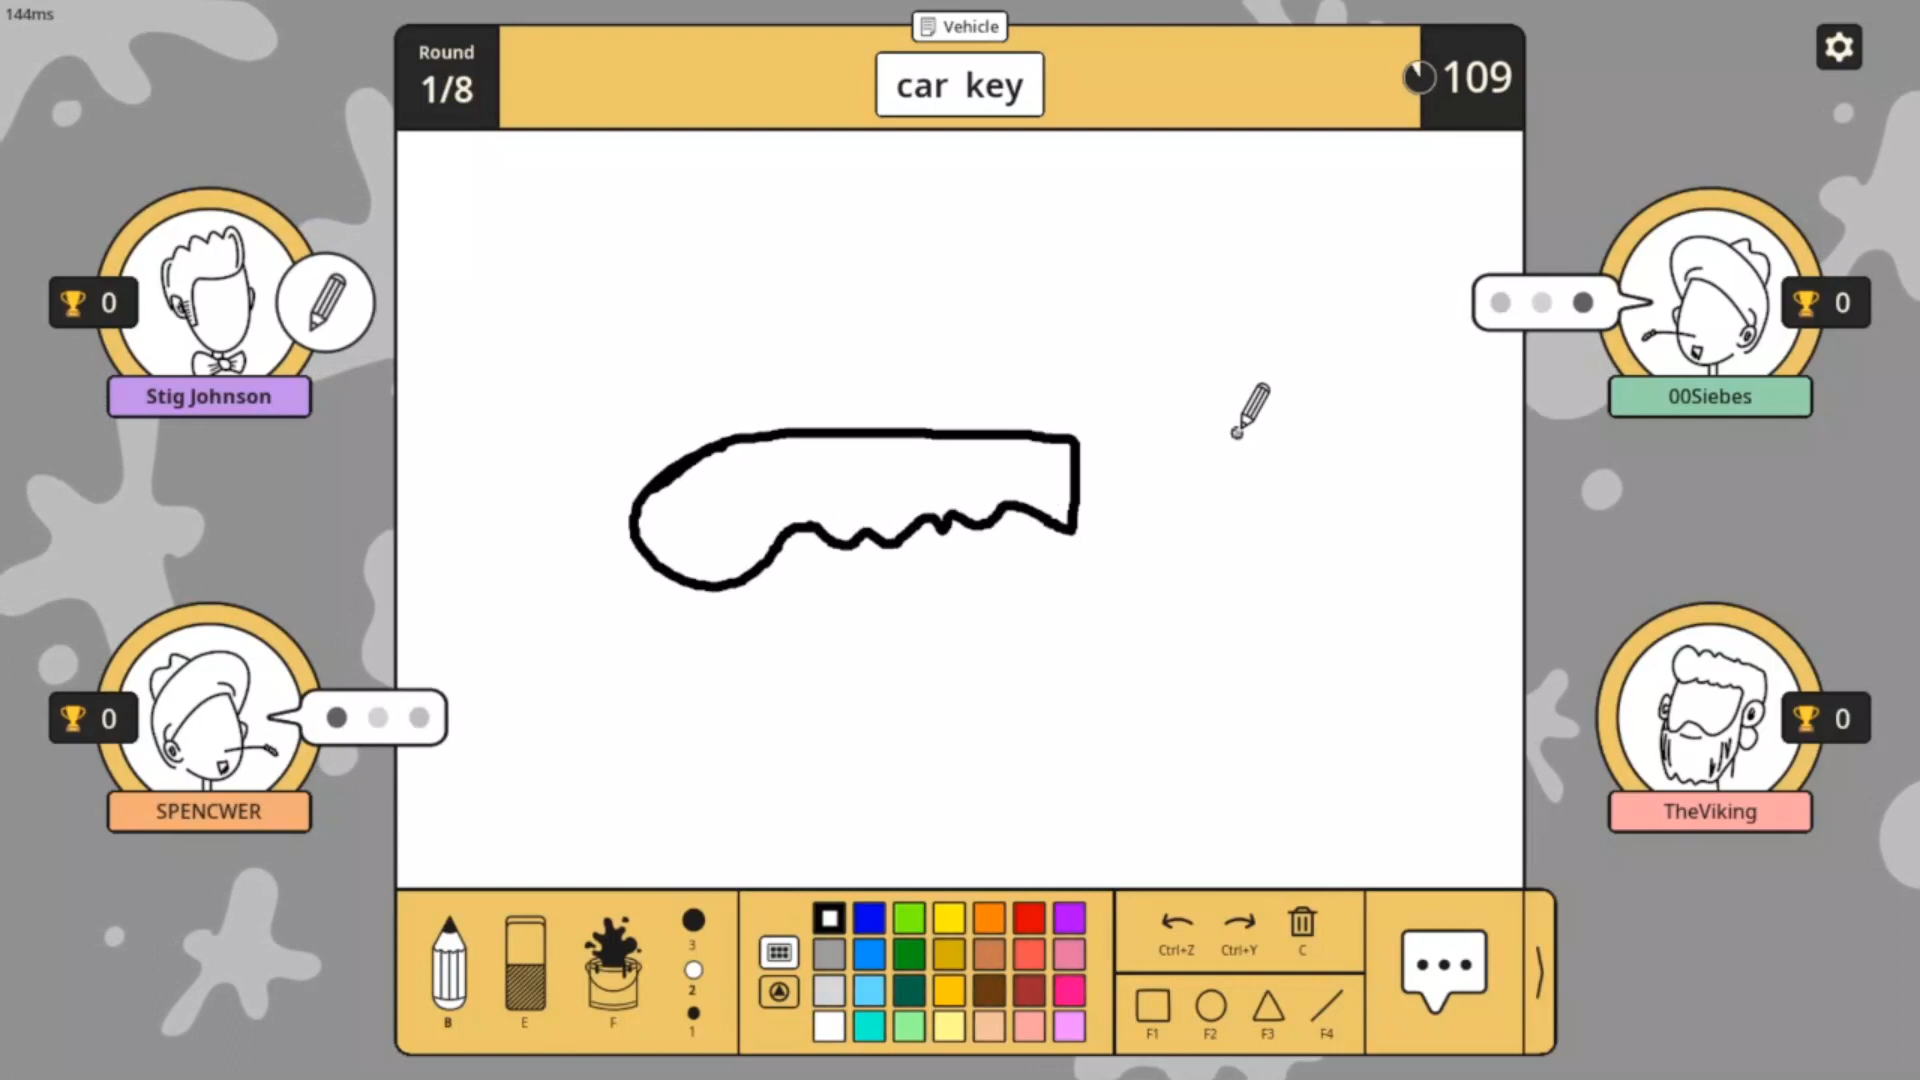 144ms
Vehicle
Round
1/8
car key
109
0
Stig Johnson
00Siebes
0
0
SPENCWER
TheViking
0
B
E
F
3
2
1
Ctrl+Z
Ctrl+Y
C
F1
F2
F3
F4